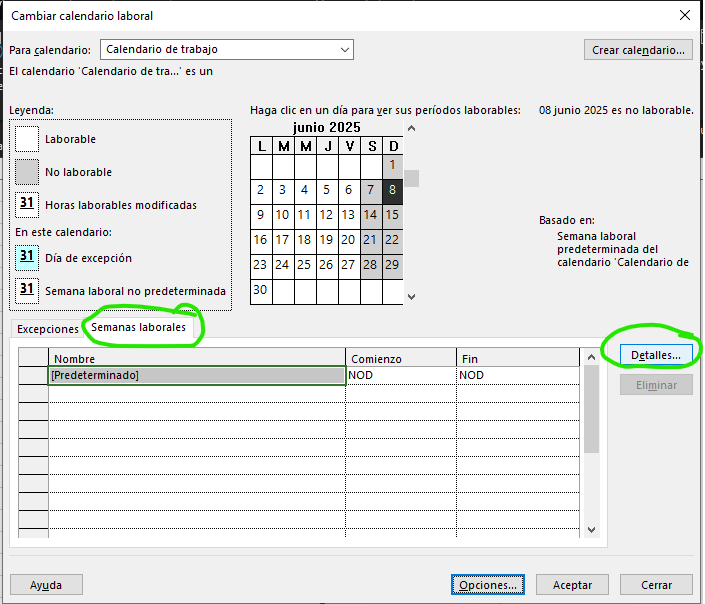 Cambiar calendario laboral
Para calendario: Calendario de trabajo Crear calendario...
El calendario 'Calendario de tra...' es un
Leyenda:
Laborable
No laborable
31 Horas laborables modificadas
En este calendario:
31 Día de excepción
31 Semana laboral no predeterminada
Haga clic en un día para ver sus períodos laborables:
junio 2025
L M M J V S D
1
2 3 4 5 6 7 8
9 10 11 12 13 14 15
16 17 18 19 20 21 22
23 24 25 26 27 28 29
30
08 junio 2025 es no laborable.
Basado en:
Semana laboral
predeterminada del
calendario 'Calendario de
Excepciones Semanas laborales
Nombre Comienzo Fin
[Predeterminado] NOD NOD
Detalles...
Eliminar
Ayuda Opciones... Aceptar Cerrar